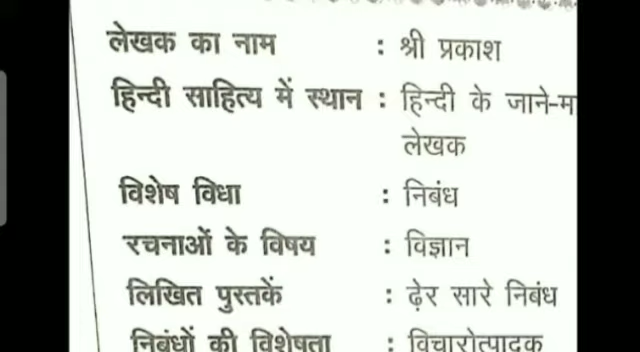 लेखक का नाम : श्री प्रकाश
हिन्दी साहित्य में स्थान : हिन्दी के जाने-मा
लेखक
विशेष विधा : निबंध
रचनाओं के विषय : विज्ञान
लिखित पुस्तकें : ढ़ेर सारे निबंध
निबंधों की विशेषता : विचारोत्पादक